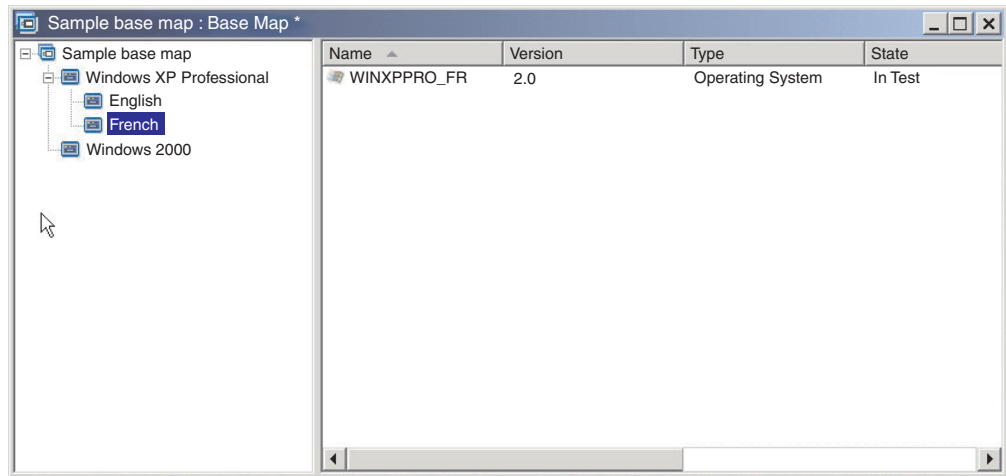 Sample base map : Base Map *
Sample base map
Windows XP Professional
English
French
Windows 2000
Name Version Type State
WINXPPRO_FR 2.0 Operating System In Test